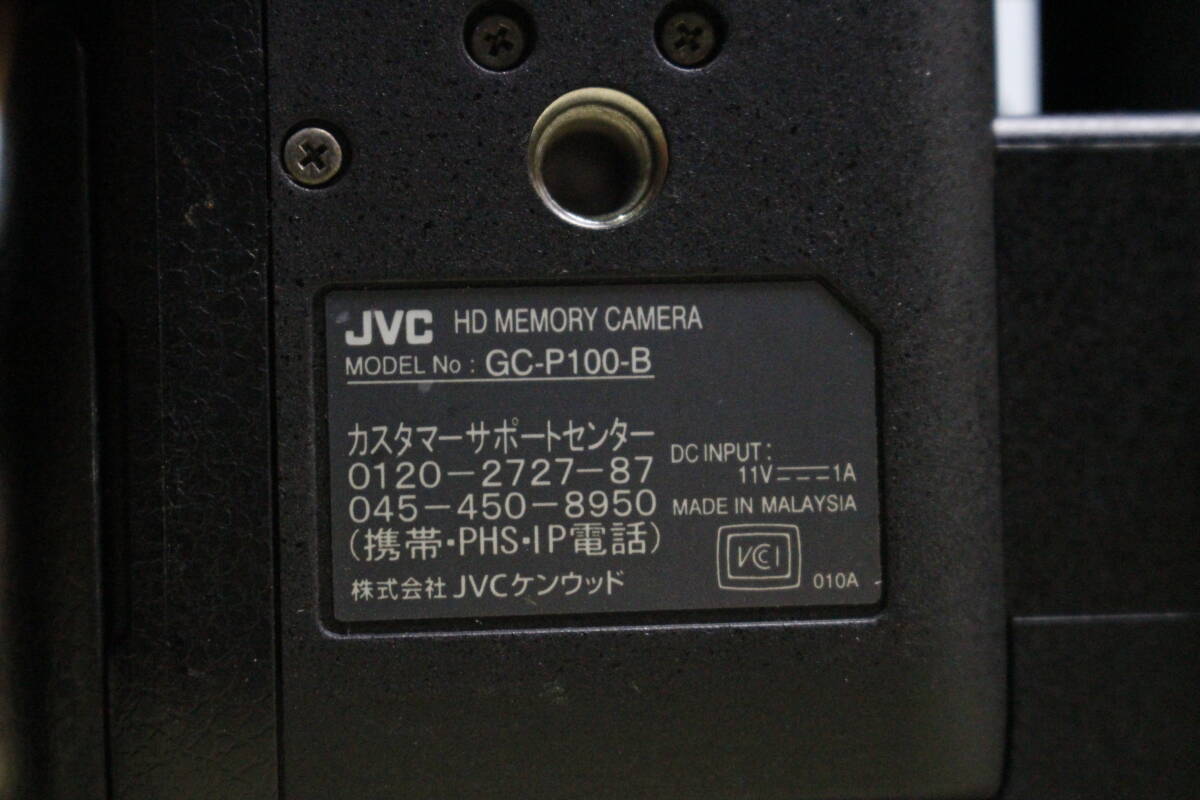 JVC HD MEMORY CAMERA
MODEL No : GC-P100-B
カスタマーサポートセンター
0120-2727-87
045-450-8950
(携帯・PHS・IP電話)
株式会社 JVCケンウッド
DC INPUT :
11V 1A
MADE IN MALAYSIA
VCCI
010A